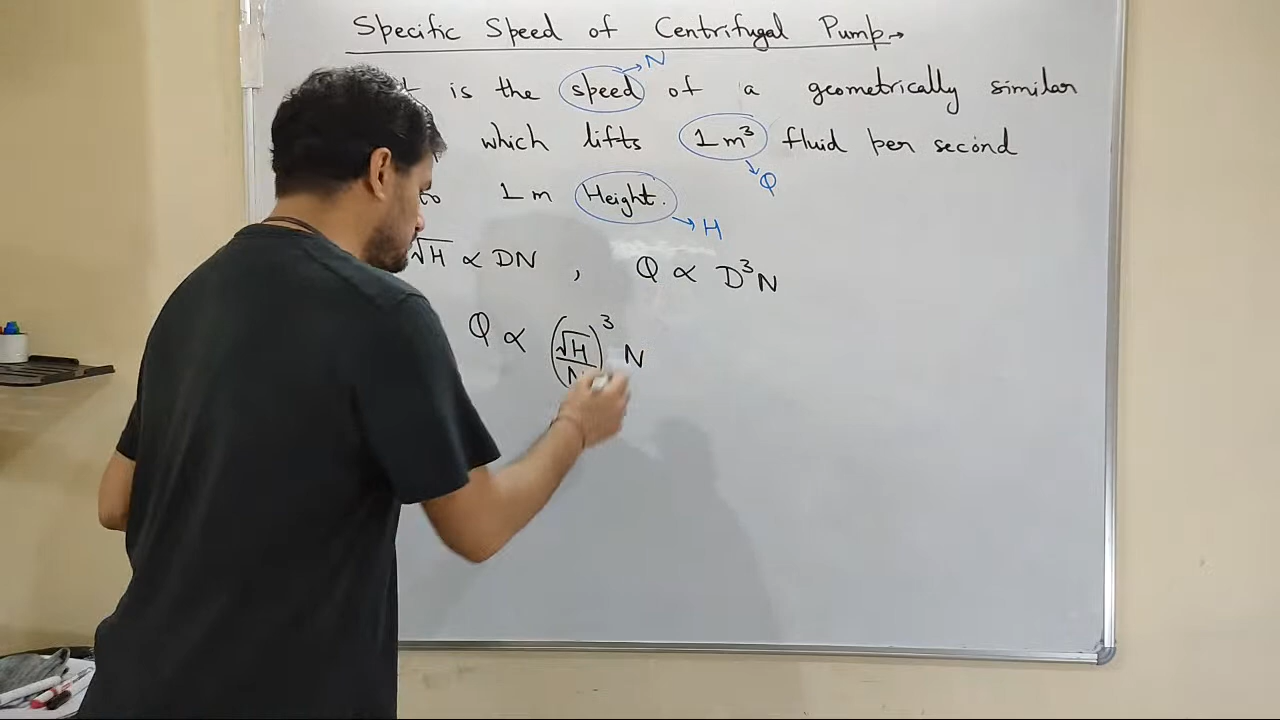 Specific Speed of Centrifugal Pump→
is the speed of a geometrically similar
→N
which lifts 1 m³ fluid per second
→Q
to 1 m Height.
→H
√H ∝ DN , Q ∝ D³N
Q ∝ (√H/N)³ N